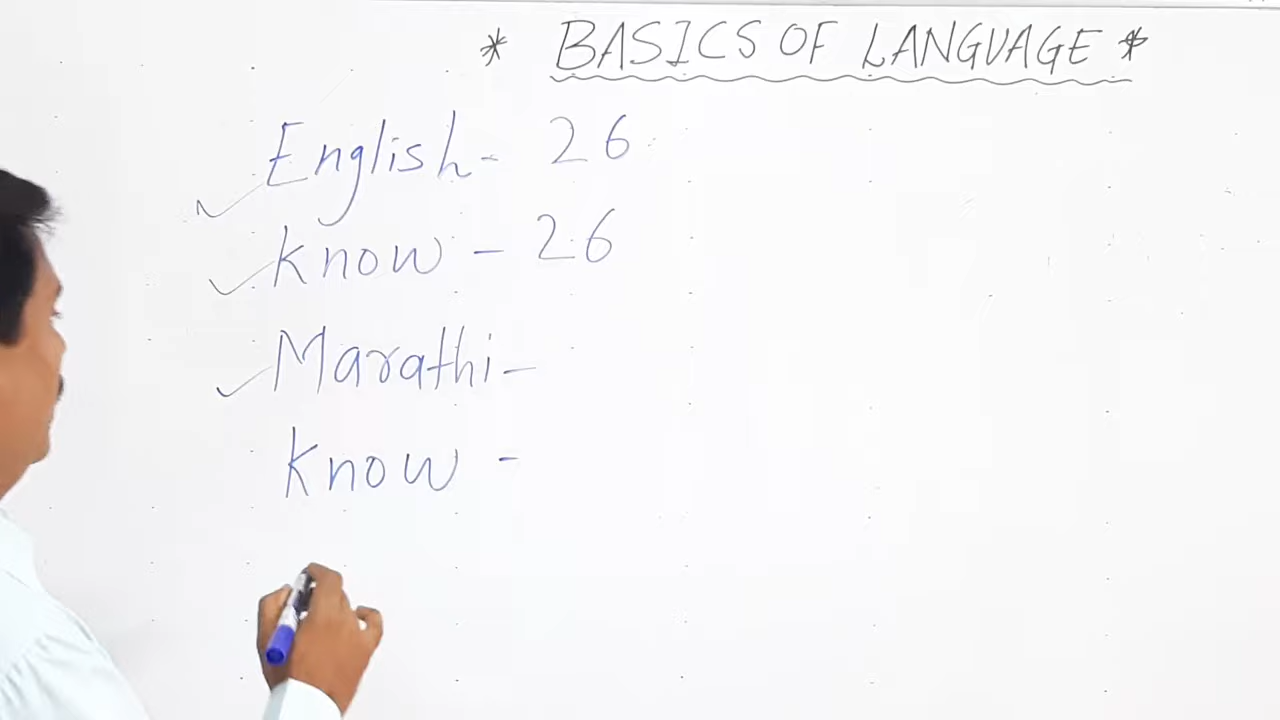 * BASICS OF LANGUAGE *
English - 26
Know - 26
Marathi -
Know -